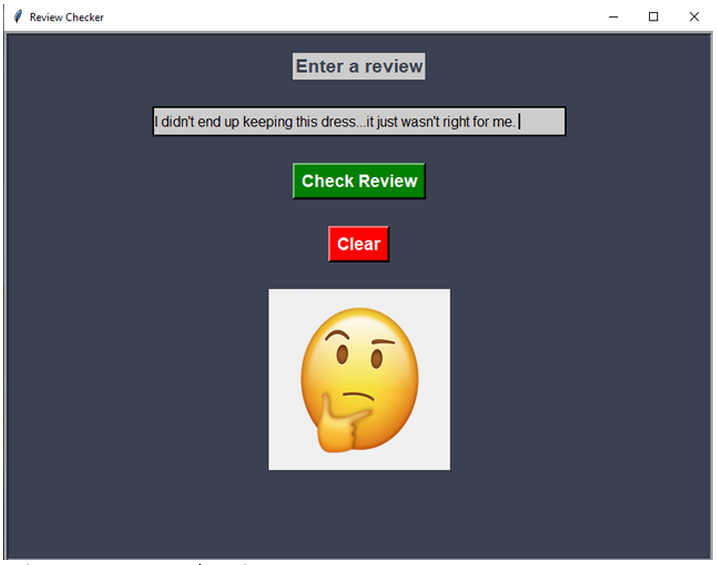 Review Checker
Enter a review
I didn't end up keeping this dress...it just wasn't right for me.
Check Review
Clear